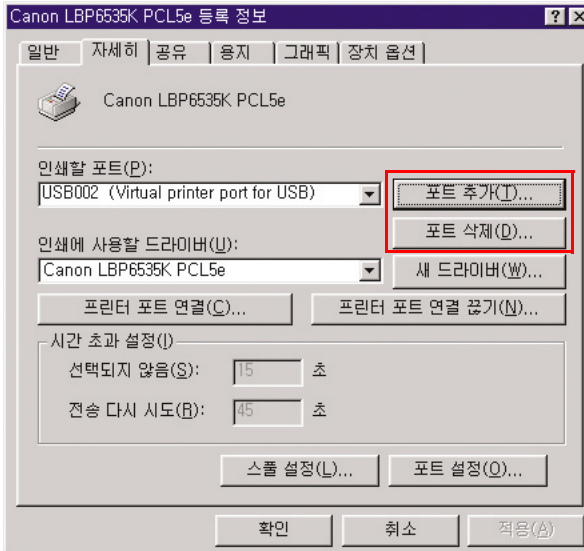 Canon LBP6535K PCL5e 등록 정보
일반 자세히 공유 용지 그래픽 장치 옵션
Canon LBP6535K PCL5e
인쇄할 포트(P):
USB002 (Virtual printer port for USB)
포트 추가(T)...
포트 삭제(D)...
인쇄에 사용할 드라이버(U):
Canon LBP6535K PCL5e
새 드라이버(W)...
프린터 포트 연결(C)...
프린터 포트 연결 끊기(N)...
시간 초과 설정(I)
선택되지 않음(S): 15 초
전송 다시 시도(R): 45 초
스풀 설정(L)...
포트 설정(O)...
확인
취소
적용(A)